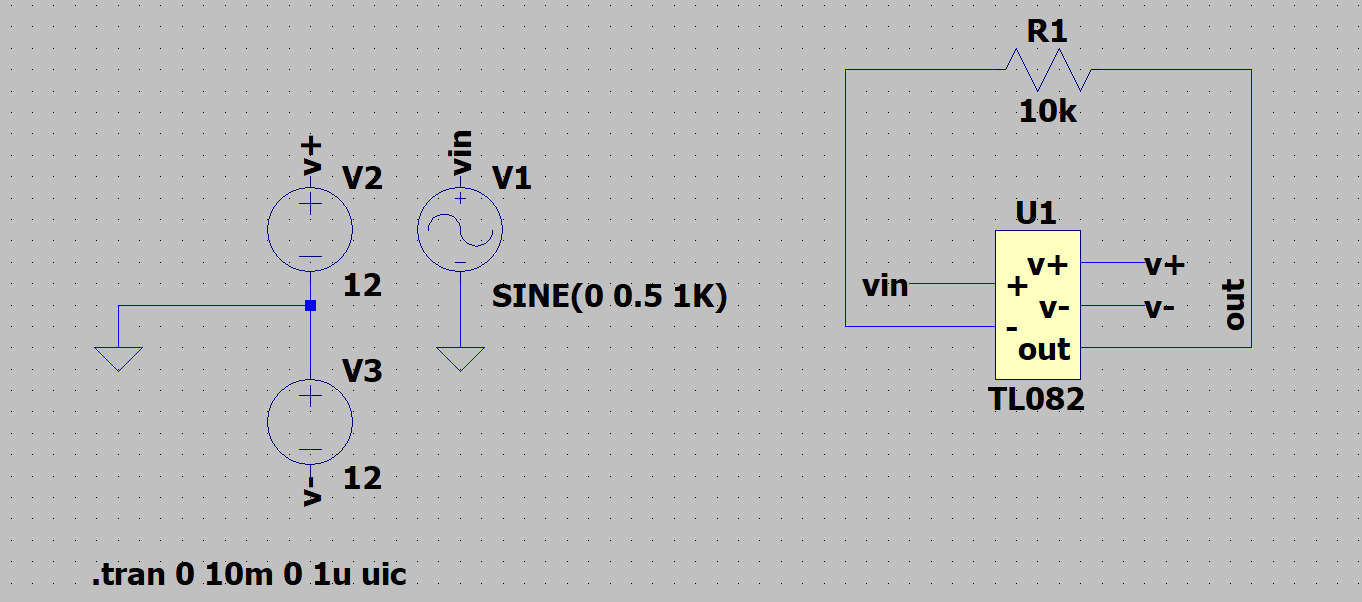 R1
10k
v+
V2
12
vin
V1
SINE(0 0.5 1K)
V3
12
v-
U1
vin
+
-
v+
v-
out
v+
v-
out
TL082
.tran 0 10m 0 1u uic